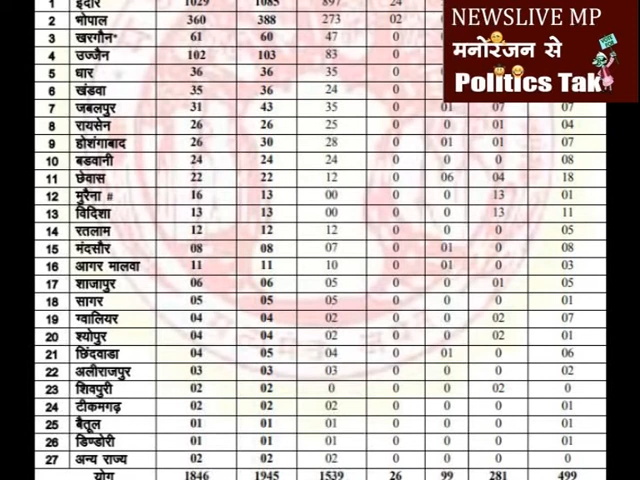 NEWSLIVE MP
मनोरंजन से
Politics Tak
1 इंदौर 1029 1085 897 24
2 भोपाल 360 388 273 02 0
3 खरगौन* 61 60 47 0
4 उज्जैन 102 103 83 0
5 धार 36 36 35 0
6 खंडवा 35 36 24 0
7 जबलपुर 31 43 35 0 01 07 07
8 रायसेन 26 26 25 0 0 01 04
9 होशंगाबाद 26 30 28 0 01 01 07
10 बडवानी 24 24 24 0 0 0 08
11 छेवास 22 22 12 0 06 04 18
12 मुरैना # 16 13 00 0 0 13 01
13 विदिशा 13 13 00 0 0 13 11
14 रतलाम 12 12 12 0 0 0 05
15 मंदसौर 08 08 07 0 01 0 08
16 आगर मालवा 11 11 10 0 01 0 03
17 शाजापुर 06 06 05 0 0 01 05
18 सागर 05 05 05 0 0 0 01
19 ग्वालियर 04 04 02 0 0 02 07
20 श्योपुर 04 04 02 0 0 02 01
21 छिंदवाडा 04 05 04 0 01 0 06
22 अलीराजपुर 03 03 03 0 0 0 02
23 शिवपुरी 02 02 0 0 0 02 0
24 टीकमगढ़ 02 02 02 0 0 0 01
25 बैतूल 01 01 01 0 0 0 01
26 डिण्डोरी 01 01 01 0 0 0 01
27 अन्य राज्य 02 02 02 0 0 0 0
योग 1846 1945 1539 26 99 281 499